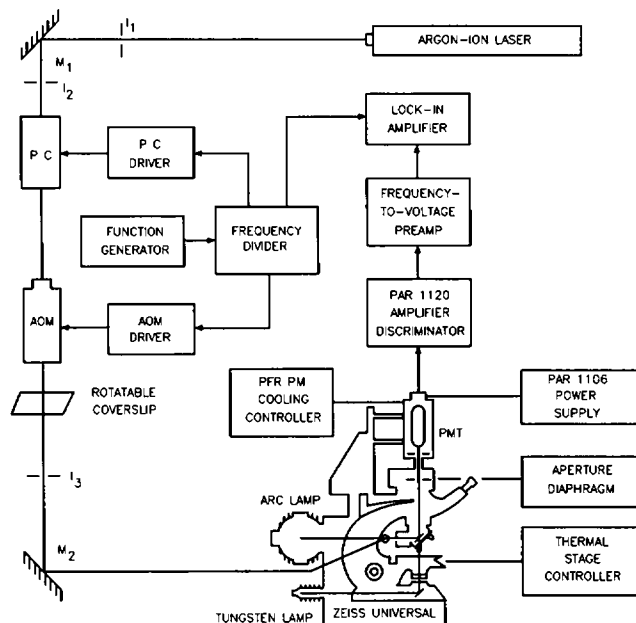 I1
ARGON-ION LASER
M1
I2
LOCK-IN
AMPLIFIER
P C
P C
DRIVER
FREQUENCY-
TO-VOLTAGE
PREAMP
FUNCTION
GENERATOR
FREQUENCY
DIVIDER
AOM
AOM
DRIVER
PAR 1120
AMPLIFIER
DISCRIMINATOR
ROTATABLE
COVERSLIP
PFR PM
COOLING
CONTROLLER
PAR 1106
POWER
SUPPLY
PMT
I3
ARC LAMP
APERTURE
DIAPHRAGM
M2
THERMAL
STAGE
CONTROLLER
TUNGSTEN LAMP
ZEISS UNIVERSAL